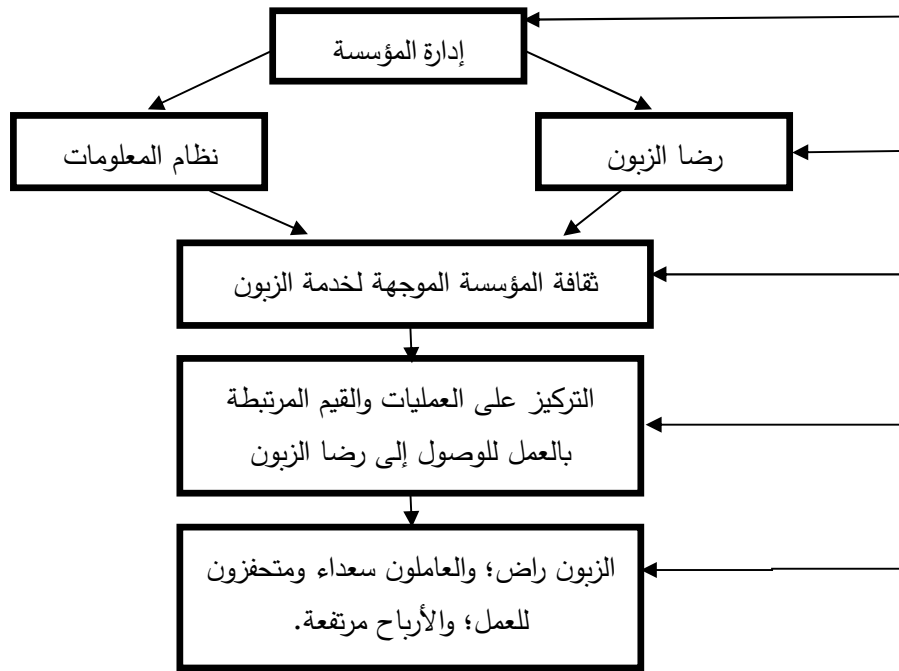 إدارة المؤسسة
رضا الزبون
نظام المعلومات
ثقافة المؤسسة الموجهة لخدمة الزبون
التركيز على العمليات والقيم المرتبطة
بالعمل للوصول إلى رضا الزبون
الزبون راض؛ والعاملون سعداء ومتحفزون
للعمل؛ والأرباح مرتفعة.